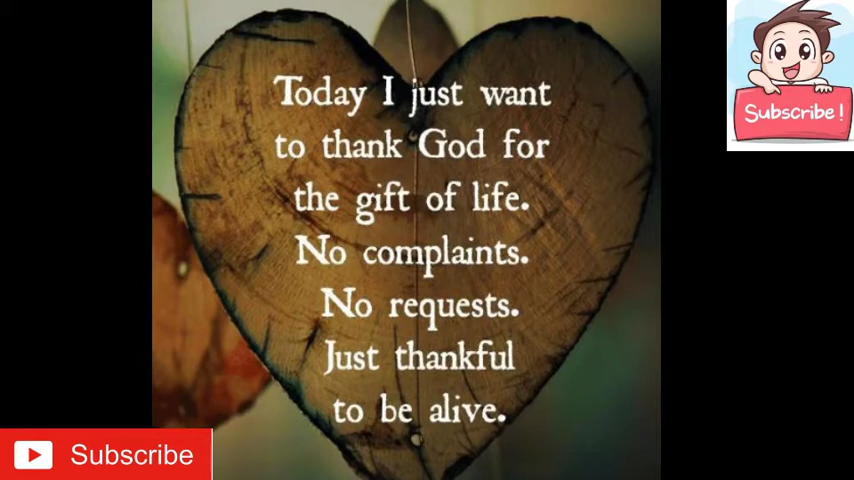 Today I just want
to thank God for
the gift of life.
No complaints.
No requests.
Just thankful
to be alive.
Subscribe!
Subscribe